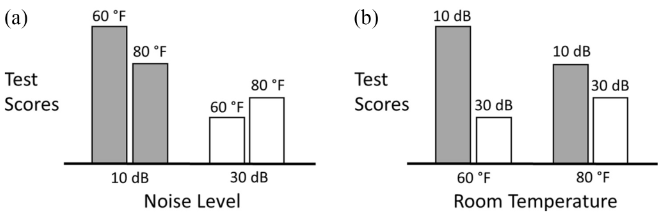 (a)
60 °F
80 °F
80 °F
60 °F
Test
Scores
10 dB
30 dB
Noise Level
(b)
10 dB
10 dB
30 dB
30 dB
Test
Scores
60 °F
80 °F
Room Temperature